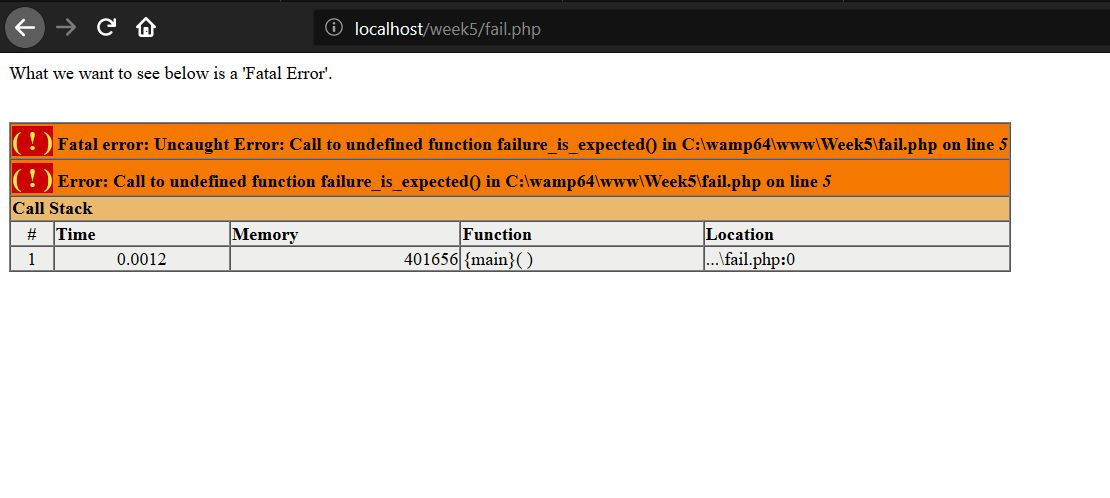 localhost/week5/fail.php
What we want to see below is a 'Fatal Error'.
( ! ) Fatal error: Uncaught Error: Call to undefined function failure_is_expected() in C:\wamp64\www\Week5\fail.php on line 5
( ! ) Error: Call to undefined function failure_is_expected() in C:\wamp64\www\Week5\fail.php on line 5
Call Stack
# Time Memory Function Location
1 0.0012 401656 {main}( ) ...\fail.php:0